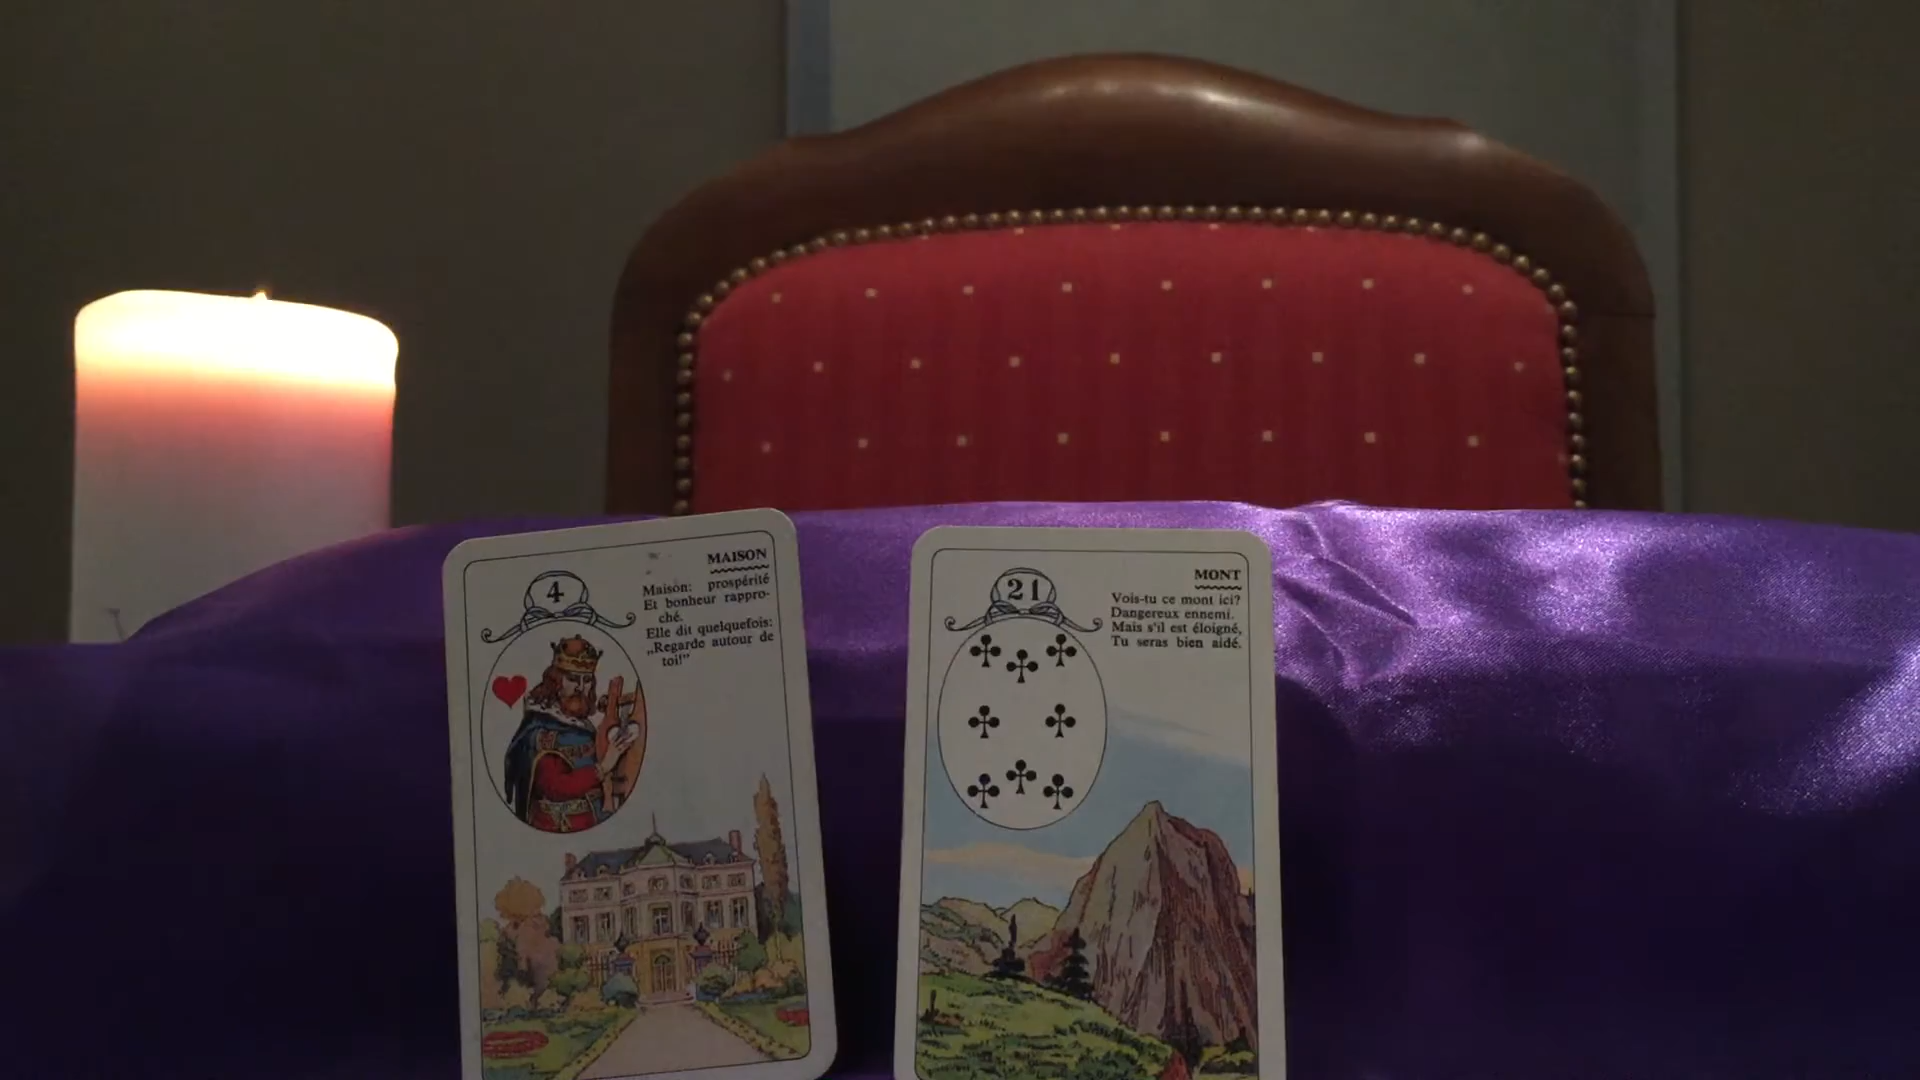 4
MAISON
Maison: prospérité
Et bonheur rappro-
ché.
Elle dit quelquefois:
„Regarde autour de
toi!”
21
MONT
Vois-tu ce mont ici?
Dangereux ennemi.
Mais s'il est éloigné,
Tu seras bien aidé.